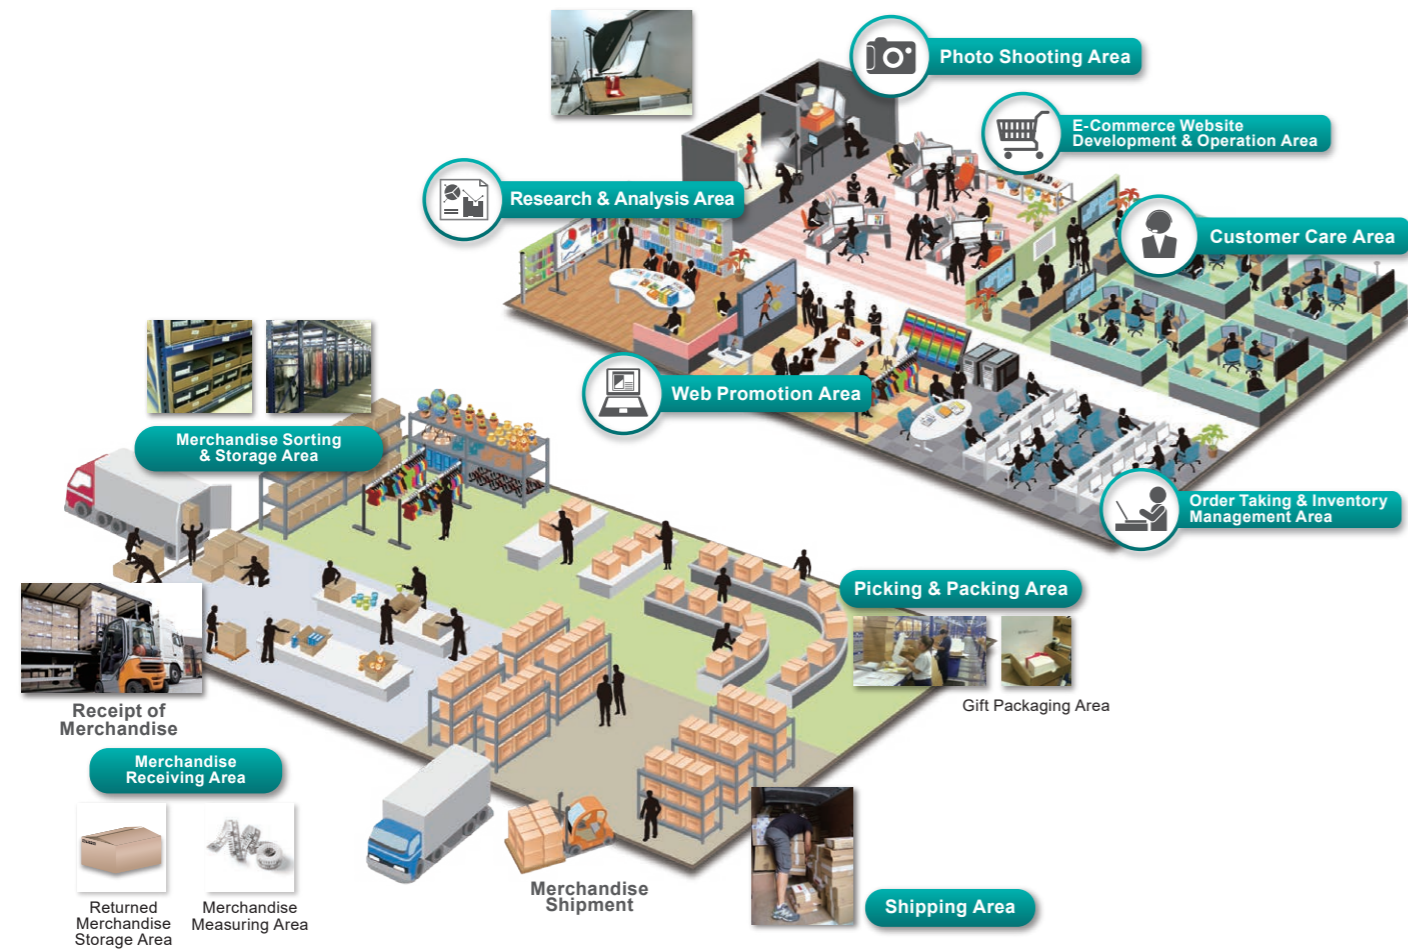 Photo Shooting Area
E-Commerce Website
Development & Operation Area
Research & Analysis Area
Customer Care Area
Web Promotion Area
Merchandise Sorting
& Storage Area
Order Taking & Inventory
Management Area
Picking & Packing Area
Gift Packaging Area
Receipt of
Merchandise
Merchandise
Receiving Area
Returned
Merchandise
Storage Area
Merchandise
Measuring Area
Merchandise
Shipment
Shipping Area